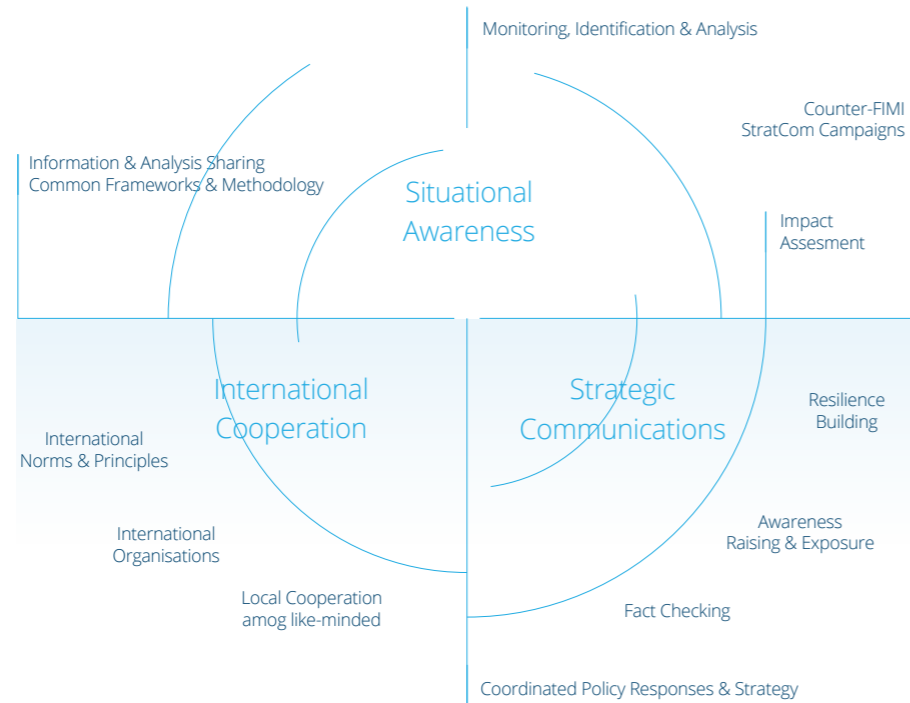 Monitoring, Identification & Analysis
Counter-FIMI
StratCom Campaigns
Information & Analysis Sharing
Common Frameworks & Methodology
Situational
Awareness
Impact
Assesment
International
Cooperation
Strategic
Communications
Resilience
Building
International
Norms & Principles
Awareness
Raising & Exposure
International
Organisations
Local Cooperation
amog like-minded
Fact Checking
Coordinated Policy Responses & Strategy